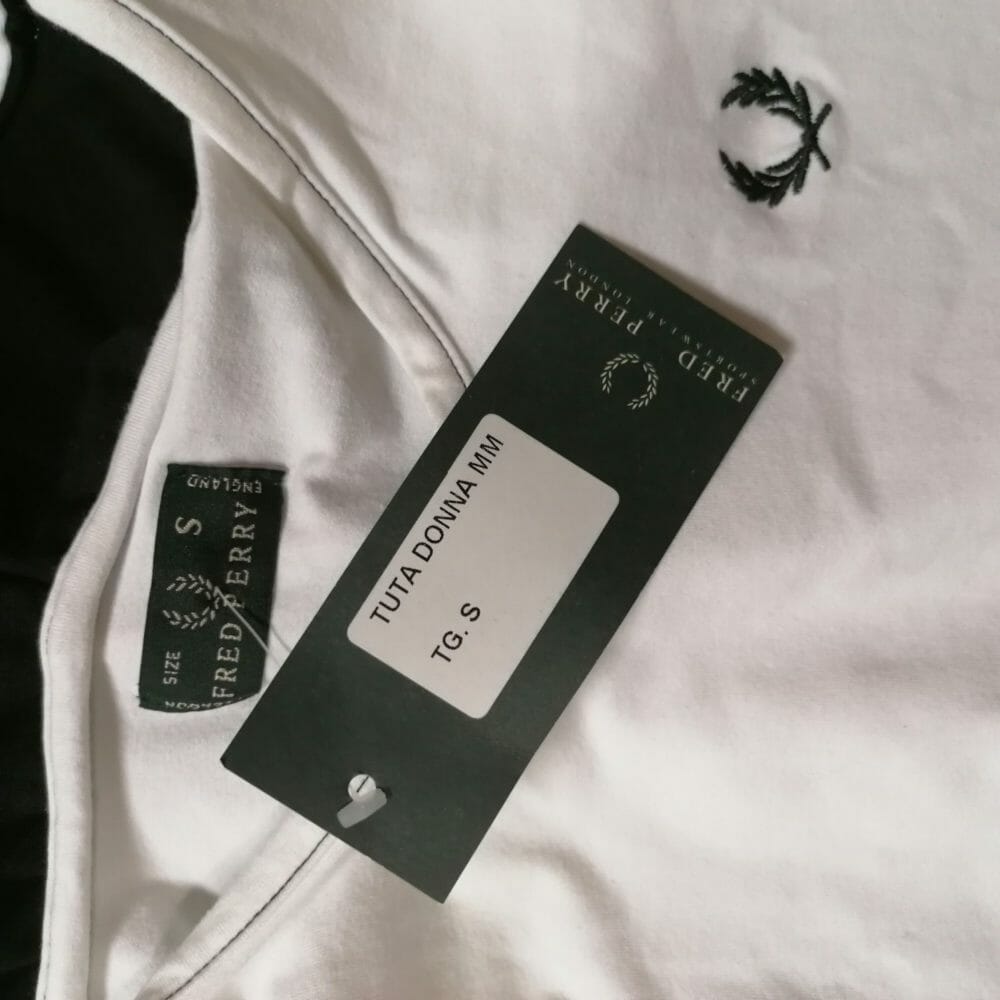 FRED PERRY
SPORTSWEAR
LONDON
TUTA DONNA MM
TG. S
ENGLAND
SIZE S
FRED PERRY